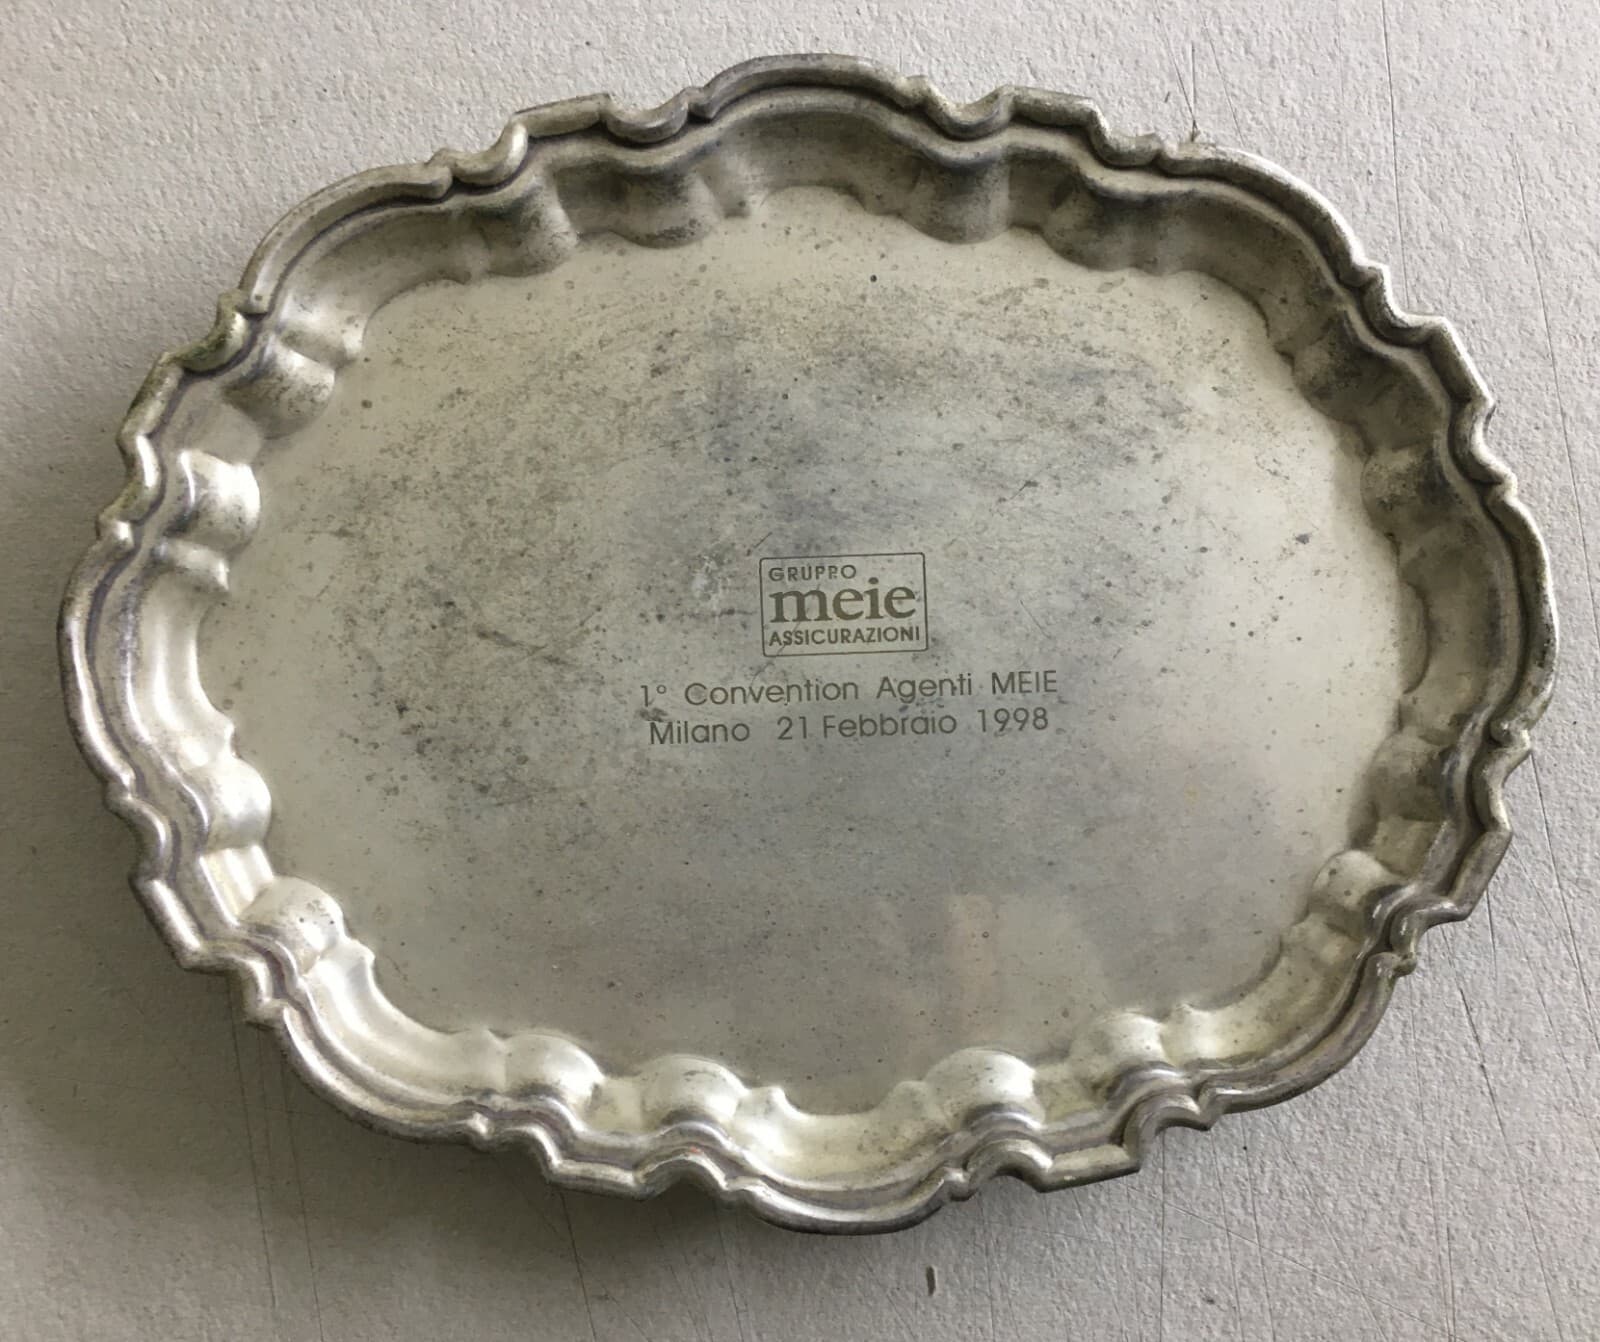 GRUPPO
meie
ASSICURAZIONI
1° Convention Agenti MEIE
Milano 21 Febbraio 1998